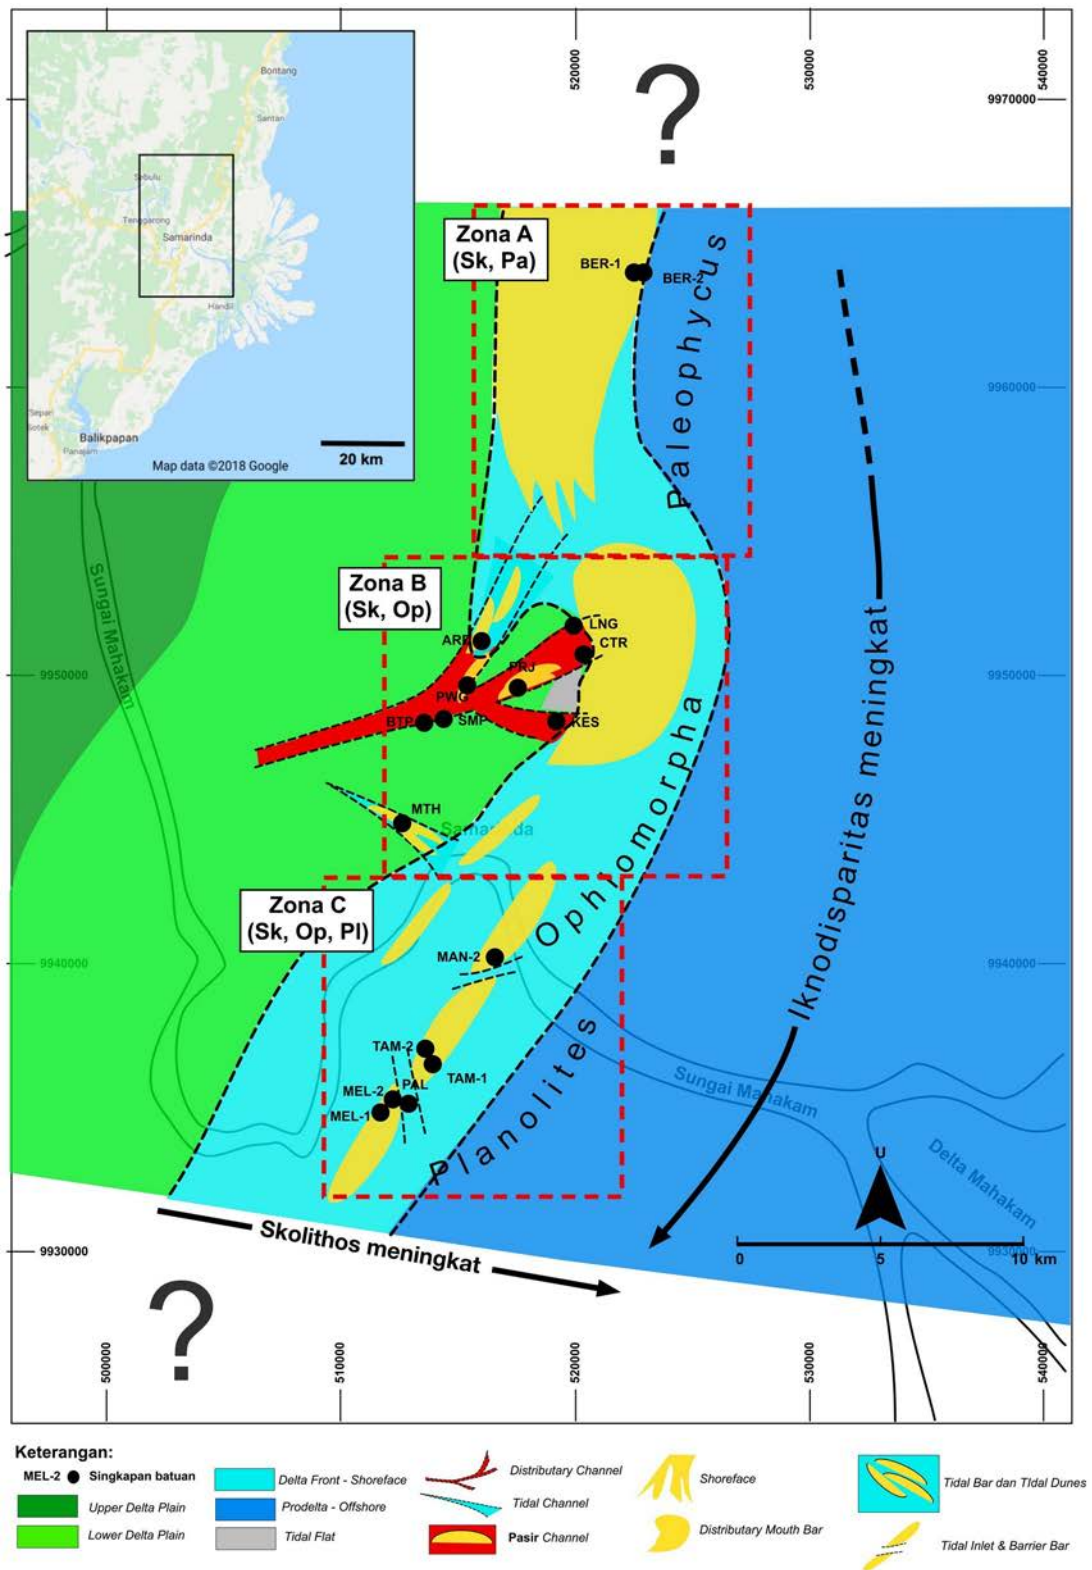 520000
530000
540000
9970000
?
Bontang
Santan
Sebulu
Tenggarong
Samarinda
Handil
Separi
Sotek
Balikpapan
Panajam
20 km
Map data ©2018 Google
Zona A
(Sk, Pa)
BER-1
BER-2
Paleophycus
9960000
Sungai Mahakam
Zona B
(Sk, Op)
ARE
LNG
CTR
PRJ
PWG
BTP
SMP
KES
9950000
9950000
MTH
Samarinda
Ophiomorpha
Iknodisparitas meningkat
Zona C
(Sk, Op, Pl)
MAN-2
9940000
9940000
TAM-2
TAM-1
PAL
MEL-2
MEL-1
Planolites
Sungai Mahakam
Delta Mahakam
U
0
5
10 km
9930000
9930000
Skolithos meningkat
?
500000
510000
520000
530000
540000
Keterangan:
MEL-2 Singkapan batuan
Upper Delta Plain
Lower Delta Plain
Delta Front - Shoreface
Prodelta - Offshore
Tidal Flat
Distributary Channel
Tidal Channel
Pasir Channel
Shoreface
Distributary Mouth Bar
Tidal Bar dan TIdal Dunes
Tidal Inlet & Barrier Bar